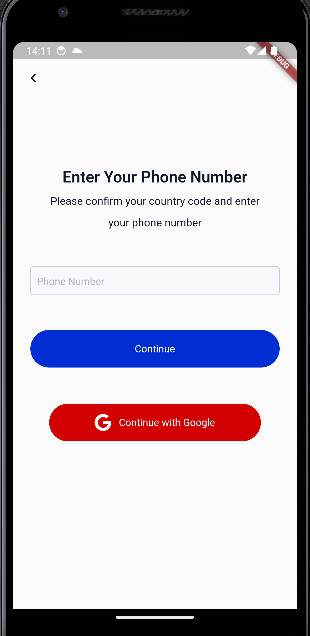 14:11
DEBUG
Enter Your Phone Number
Please confirm your country code and enter
your phone number
Phone Number
Continue
G Continue with Google